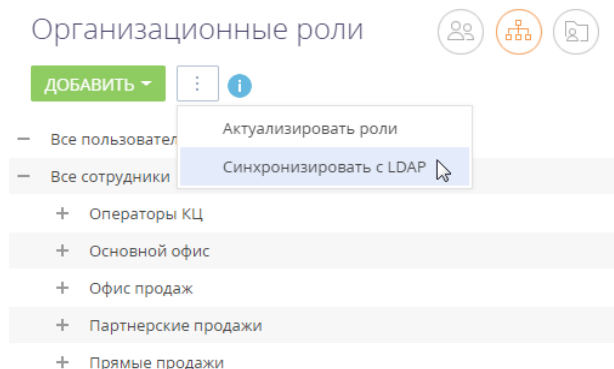 Организационные роли
ДОБАВИТЬ
i
Актуализировать роли
Все пользовател
Синхронизировать с LDAP
Все сотрудники
Операторы КЦ
Основной офис
Офис продаж
Партнерские продажи
Прямые продажи